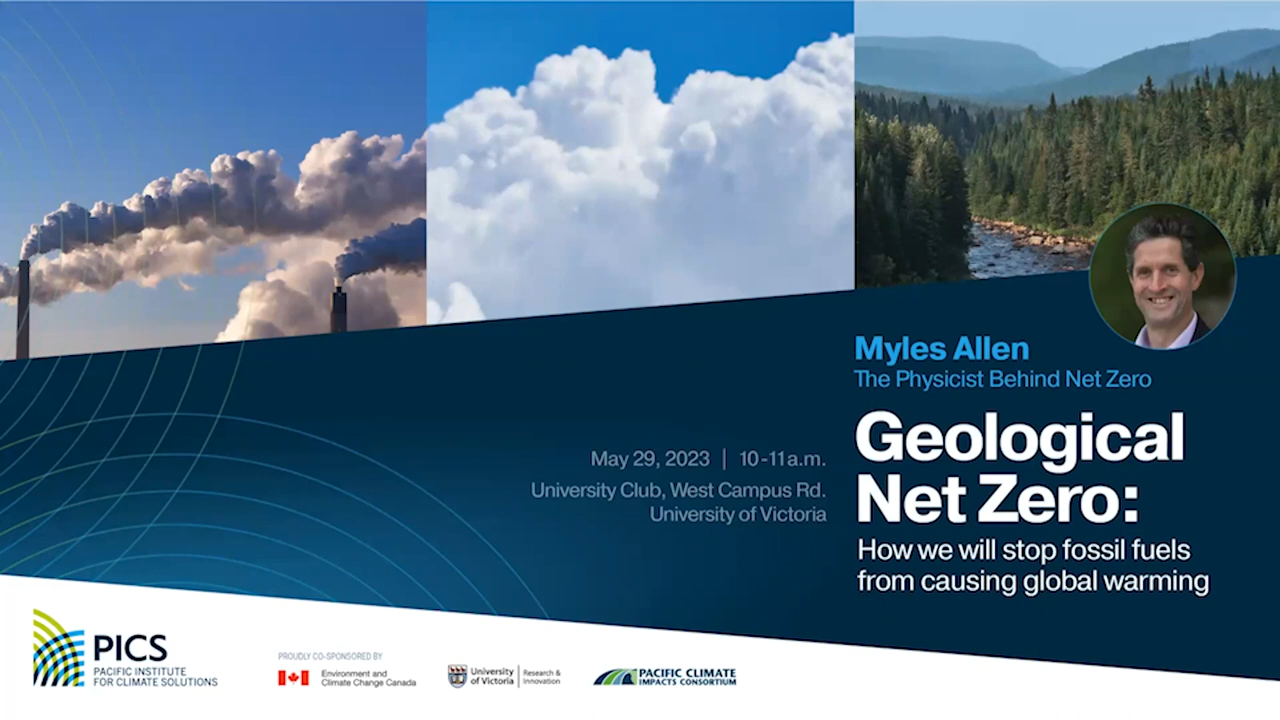 Myles Allen
The Physicist Behind Net Zero
Geological
Net Zero:
How we will stop fossil fuels
from causing global warming
May 29, 2023 | 10-11a.m.
University Club, West Campus Rd.
University of Victoria
PICS
PACIFIC INSTITUTE
FOR CLIMATE SOLUTIONS
PROUDLY CO-SPONSORED BY
Environment and
Climate Change Canada
University
of Victoria
Research &
Innovation
PACIFIC CLIMATE
IMPACTS CONSORTIUM